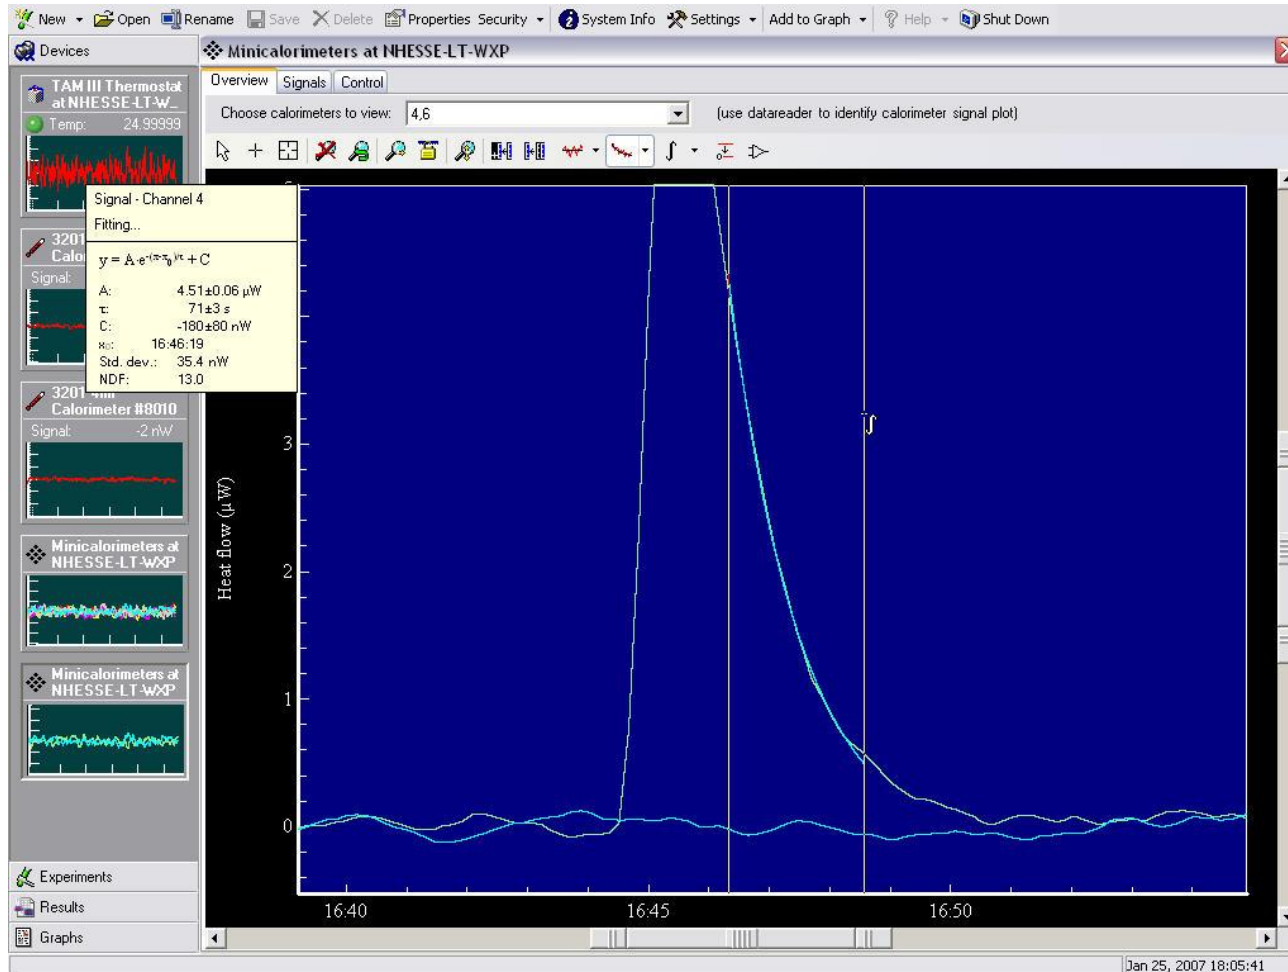 New Open Rename Save Delete Properties Security System Info Settings Add to Graph Help Shut Down
Devices
Minicalorimeters at NHESSE-LT-WXP
TAM III Thermostat
at NHESSE-LT-W...
Temp: 24.99999
Overview Signals Control
Choose calorimeters to view: 4,6 (use datareader to identify calorimeter signal plot)
Signal - Channel 4
Fitting...
y = A·e^-(x-x0)/τ + C
A: 4.51±0.06 µW
τ: 71±3 s
C: -180±80 nW
x0: 16:46:19
Std. dev.: 35.4 nW
NDF: 13.0
3201
Calo
Signal:
3201 4ml
Calorimeter #8010
Signal: -2 nW
Minicalorimeters at
NHESSE-LT-WXP
Minicalorimeters at
NHESSE-LT-WXP
Heat flow (µW)
3
2
1
0
16:40 16:45 16:50
Experiments
Results
Graphs
Jan 25, 2007 18:05:41